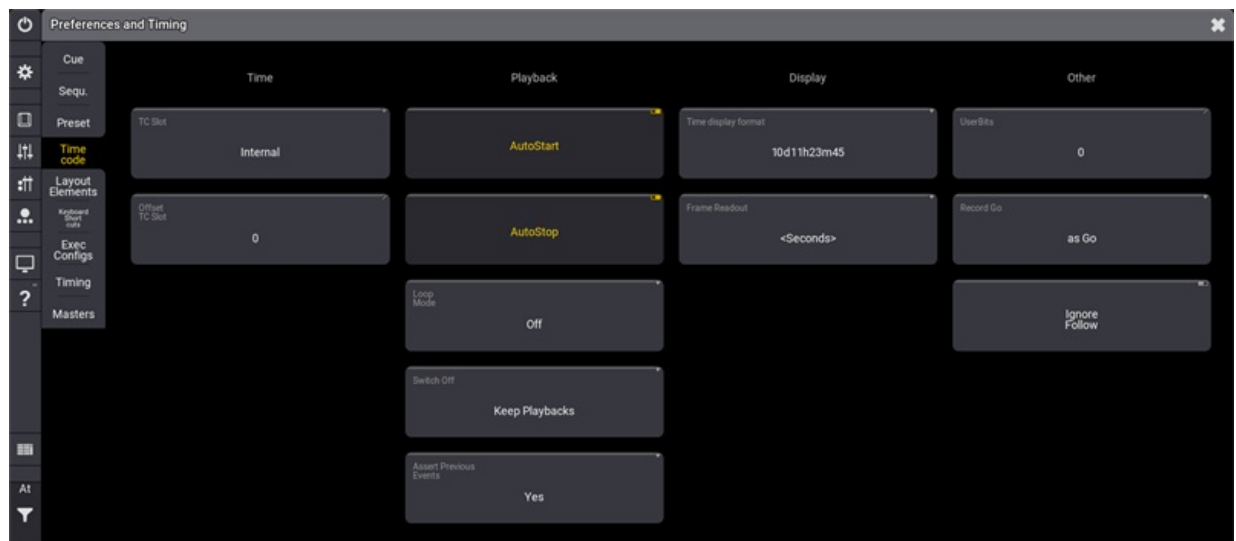 Preferences and Timing
Cue
Sequ.
Preset
Time
code
Layout
Elements
Keyboard
Short
cuts
Exec
Configs
Timing
Masters
?
At
Time
TC Slot
Internal
Offset
TC Slot
0
Playback
AutoStart
AutoStop
Loop
Mode
Off
Switch Off
Keep Playbacks
Assert Previous
Events
Yes
Display
Time display format
10d11h23m45
Frame Readout
<Seconds>
Other
UserBits
0
Record Go
as Go
Ignore
Follow